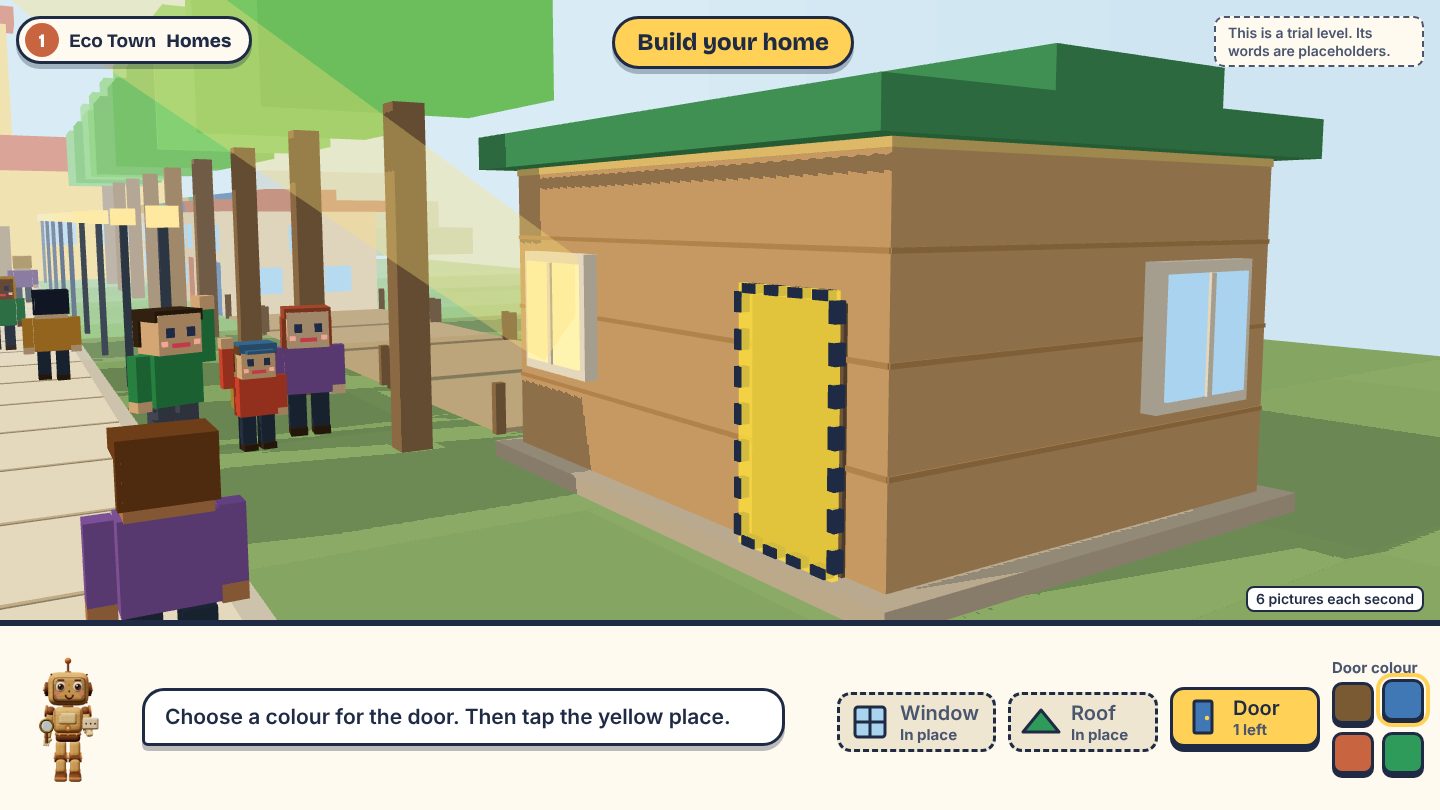 1 Eco Town Homes
Build your home
This is a trial level. Its
words are placeholders.
6 pictures each second
Door colour
Choose a colour for the door. Then tap the yellow place.
Window
In place
Roof
In place
Door
1 left